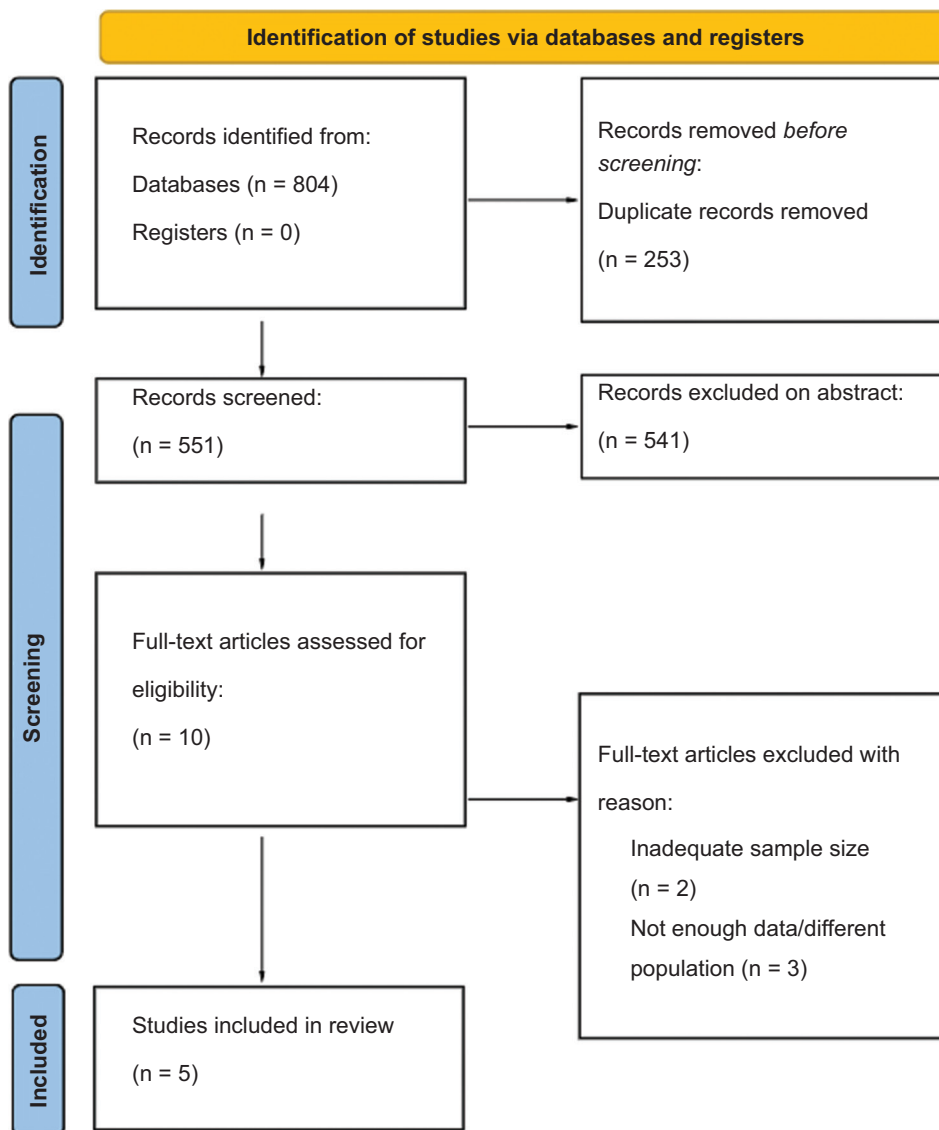 Identification of studies via databases and registers
Identification
Records identified from:
Databases (n = 804)
Registers (n = 0)
Records removed before
screening:
Duplicate records removed
(n = 253)
Screening
Records screened:
(n = 551)
Records excluded on abstract:
(n = 541)
Full-text articles assessed for
eligibility:
(n = 10)
Full-text articles excluded with
reason:
Inadequate sample size
(n = 2)
Not enough data/different
population (n = 3)
Included
Studies included in review
(n = 5)